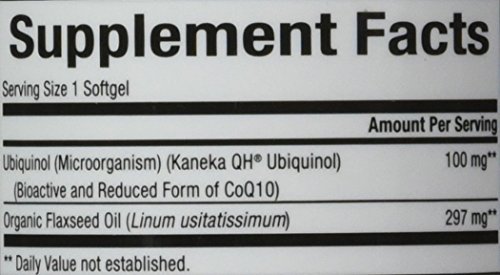 Supplement Facts
Serving Size 1 Softgel
Amount Per Serving
Ubiquinol (Microorganism) (Kaneka QH® Ubiquinol) 100 mg**
(Bioactive and Reduced Form of CoQ10)
Organic Flaxseed Oil (Linum usitatissimum) 297 mg**
** Daily Value not established.